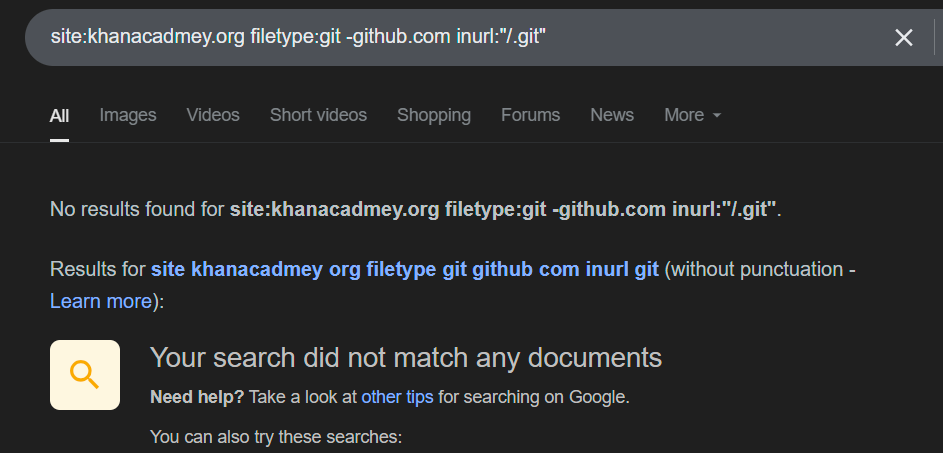 site:khanacadmey.org filetype:git -github.com inurl:"/.git"
All Images Videos Short videos Shopping Forums News More
No results found for site:khanacadmey.org filetype:git -github.com inurl:"/.git".
Results for site khanacadmey org filetype git github com inurl git (without punctuation -
Learn more):
Your search did not match any documents
Need help? Take a look at other tips for searching on Google.
You can also try these searches: